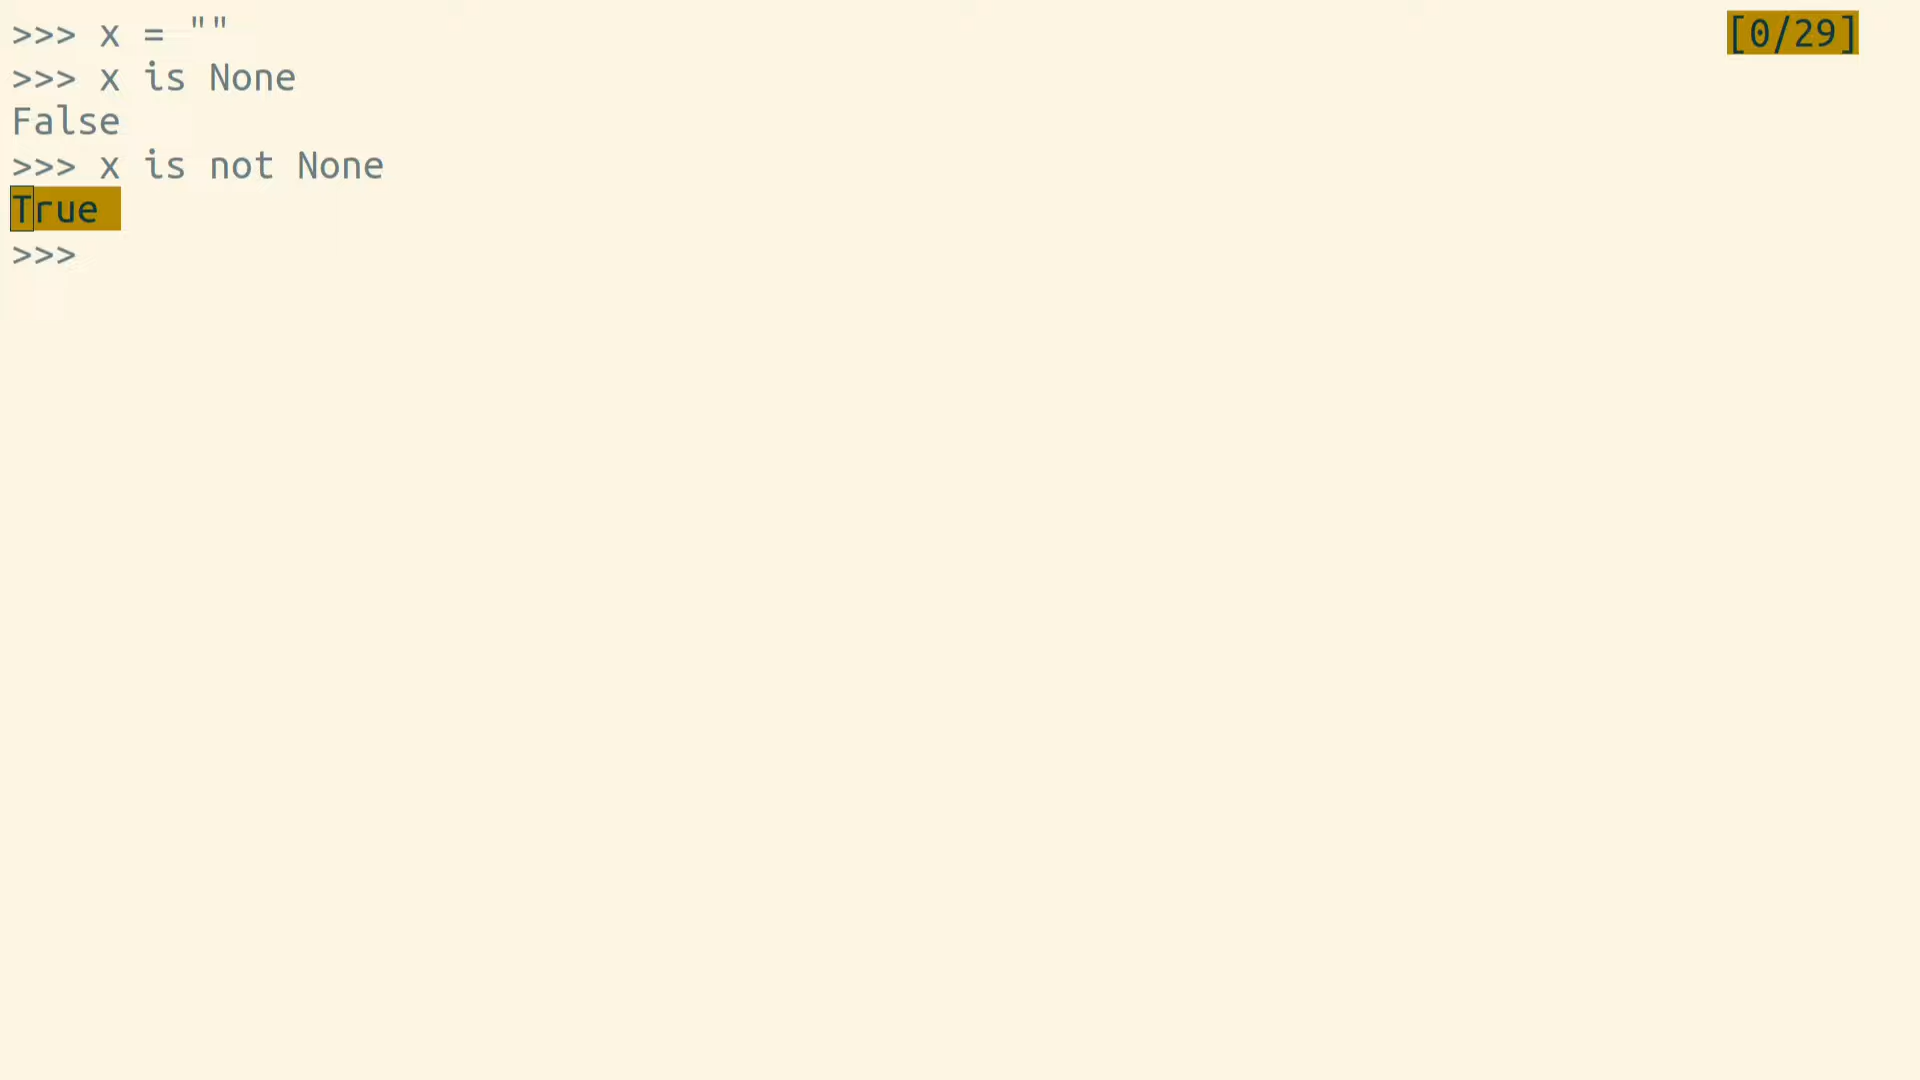 >>> x = ""
[0/29]
>>> x is None
False
>>> x is not None
True
>>>